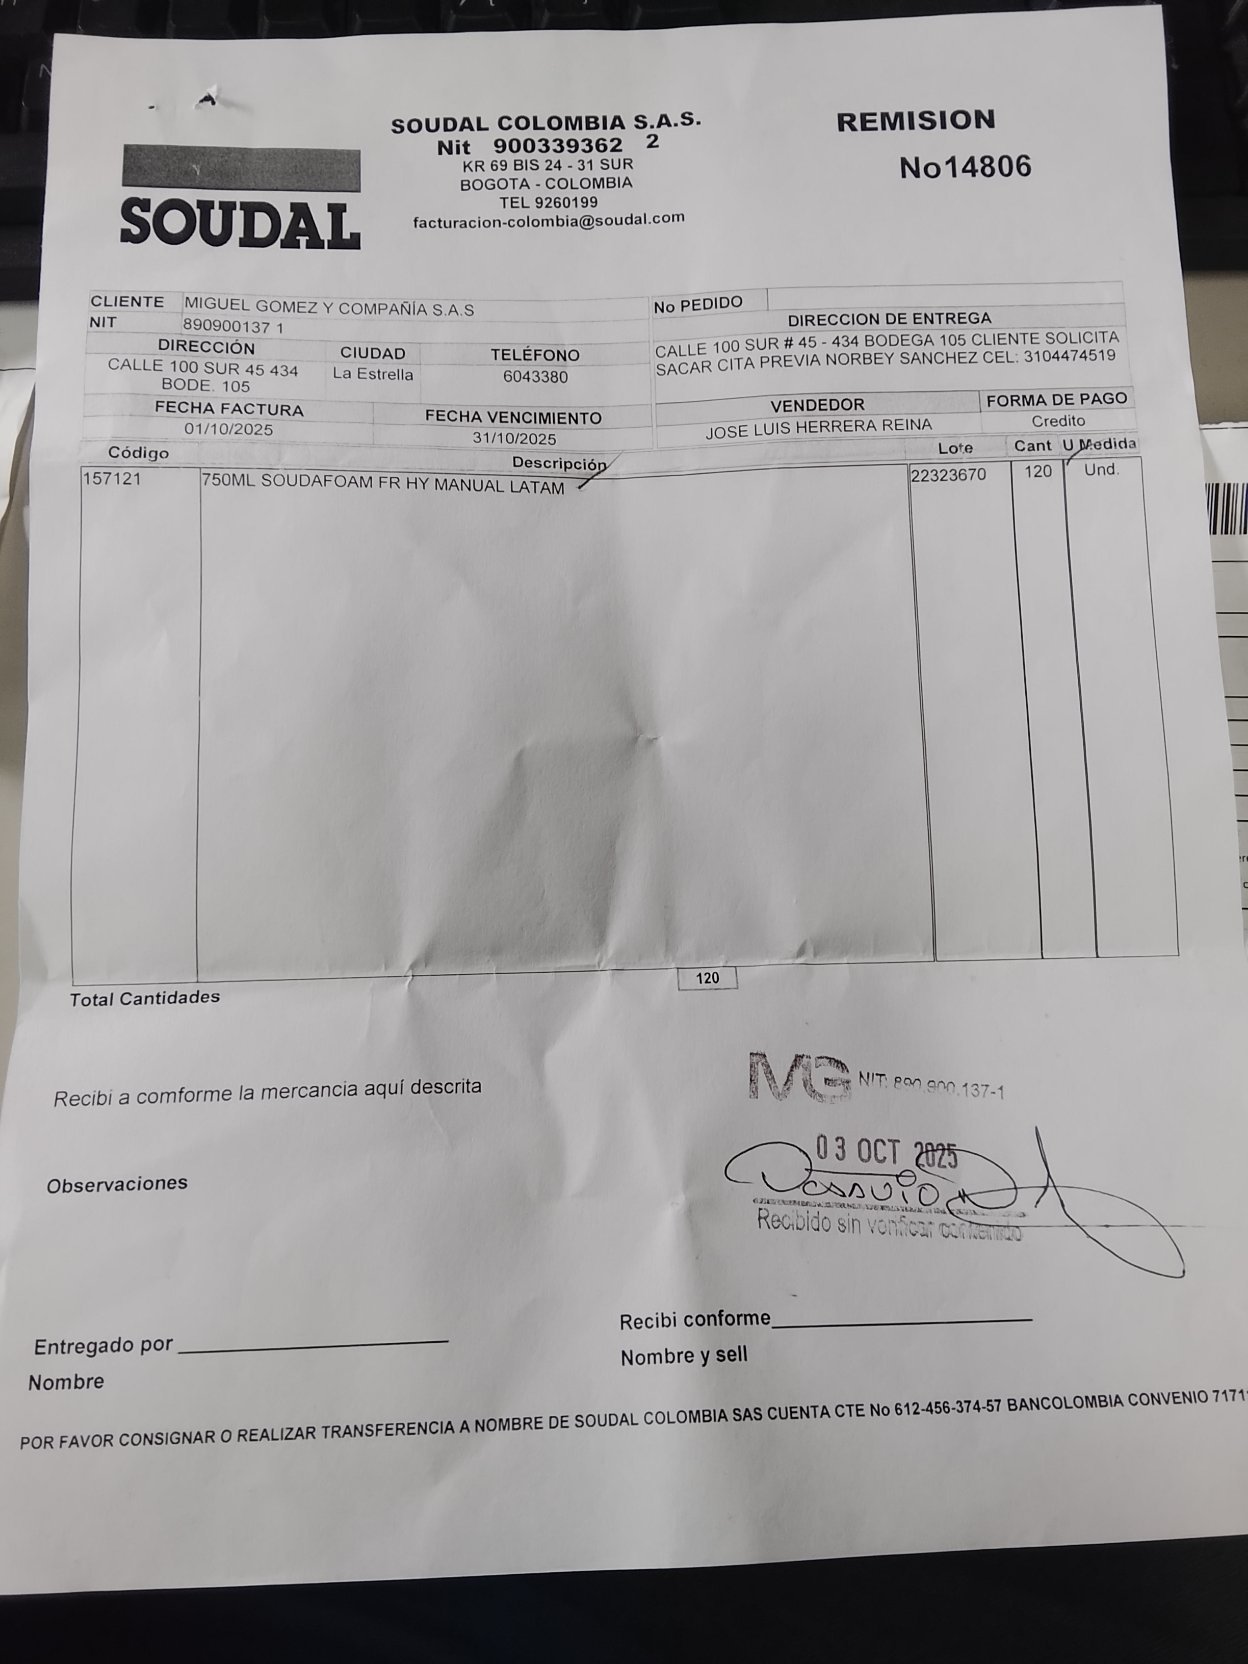 SOUDAL
SOUDAL COLOMBIA S.A.S.
Nit 900339362 2
KR 69 BIS 24 - 31 SUR
BOGOTA - COLOMBIA
TEL 9260199
facturacion-colombia@soudal.com
REMISION
No14806
CLIENTE MIGUEL GOMEZ Y COMPAÑÍA S.A.S
NIT 890900137 1
DIRECCIÓN CIUDAD TELÉFONO
CALLE 100 SUR 45 434 La Estrella 6043380
BODE. 105
FECHA FACTURA FECHA VENCIMIENTO
01/10/2025 31/10/2025
No PEDIDO
DIRECCION DE ENTREGA
CALLE 100 SUR # 45 - 434 BODEGA 105 CLIENTE SOLICITA
SACAR CITA PREVIA NORBEY SANCHEZ CEL: 3104474519
VENDEDOR FORMA DE PAGO
JOSE LUIS HERRERA REINA Credito
Código Descripción Lote Cant U Medida
157121 750ML SOUDAFOAM FR HY MANUAL LATAM 22323670 120 Und.
120
Total Cantidades
Recibi a comforme la mercancia aquí descrita
MG NIT: 890.900.137-1
03 OCT 2025
Observaciones
Recibido sin verificar contenido
Entregado por
Nombre
Recibi conforme
Nombre y sell
POR FAVOR CONSIGNAR O REALIZAR TRANSFERENCIA A NOMBRE DE SOUDAL COLOMBIA SAS CUENTA CTE No 612-456-374-57 BANCOLOMBIA CONVENIO 7171